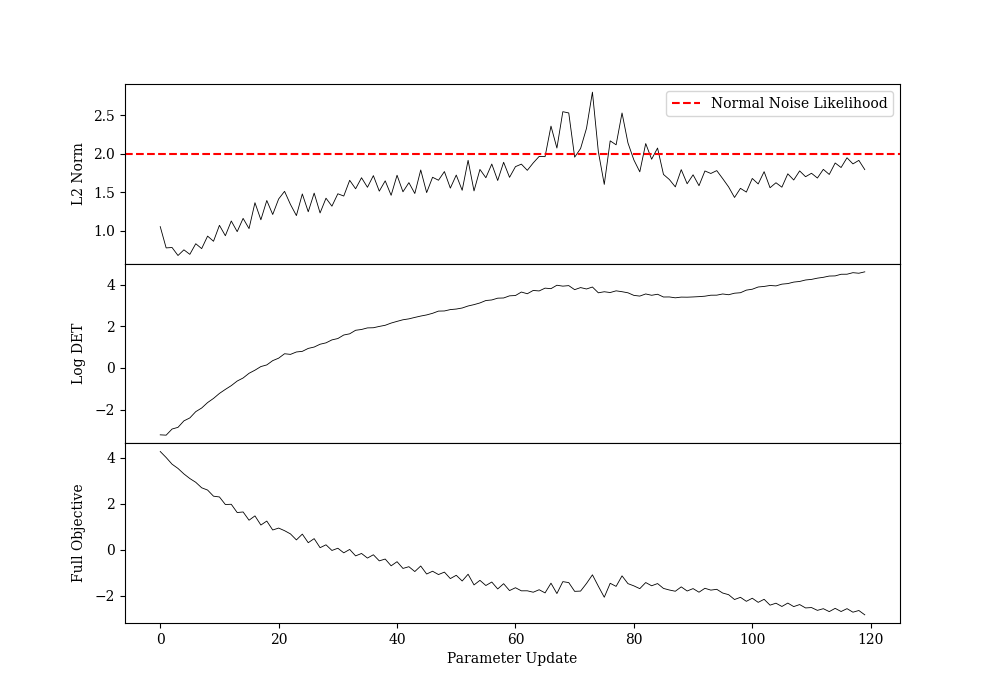 Normal Noise Likelihood
2.5
2.0
1.5
1.0
L2 Norm
4
2
0
−2
Log DET
4
2
0
−2
Full Objective
0 20 40 60 80 100 120
Parameter Update